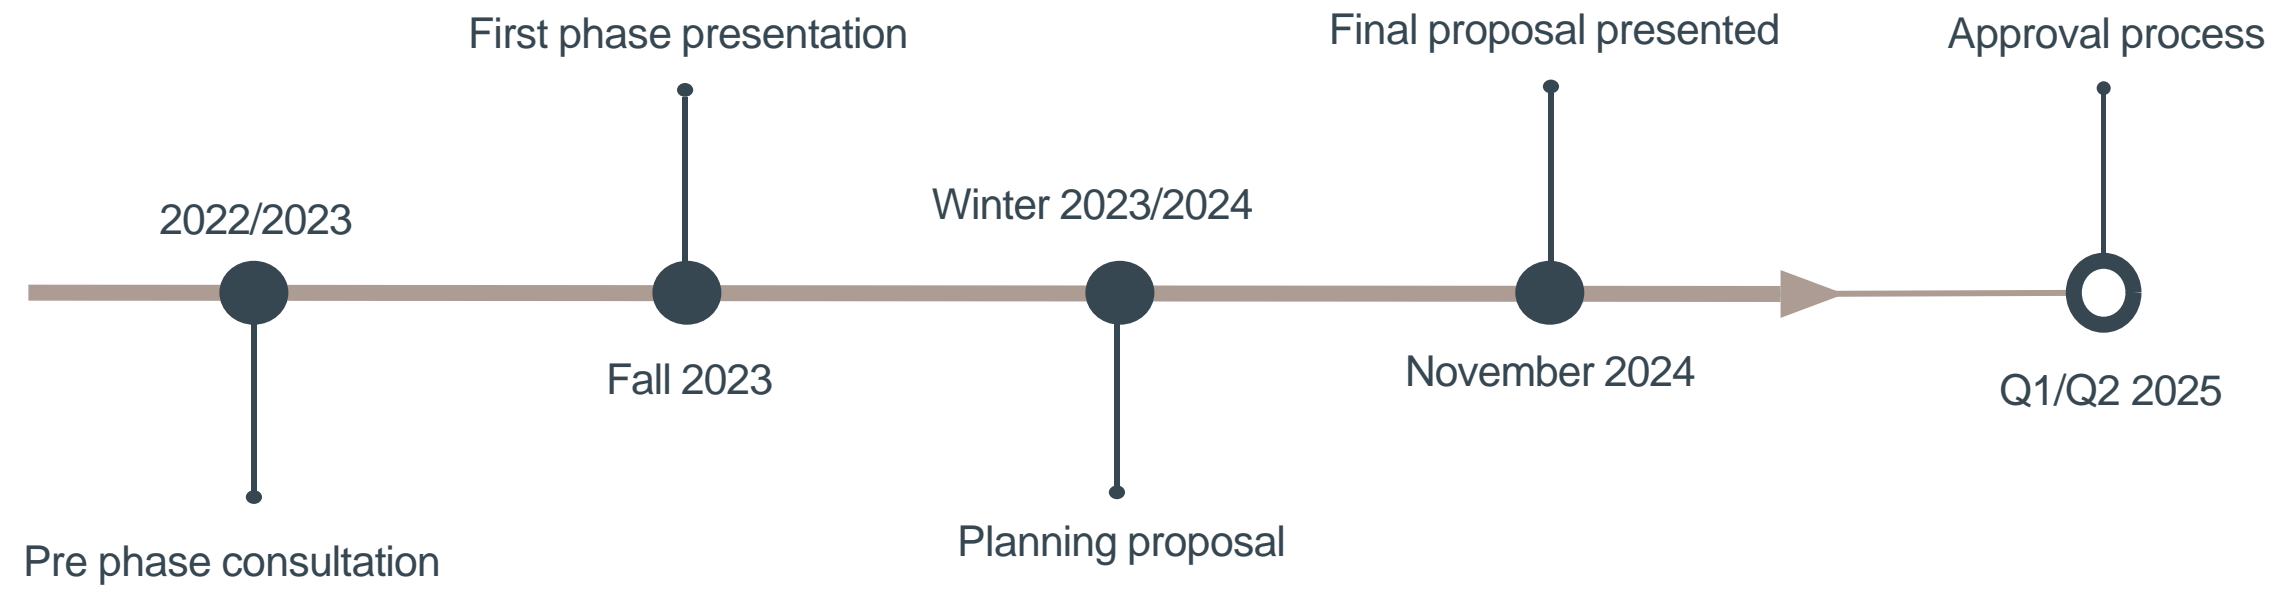 First phase presentation
Final proposal presented
Approval process
2022/2023
Winter 2023/2024
Fall 2023
November 2024
Q1/Q2 2025
Pre phase consultation
Planning proposal